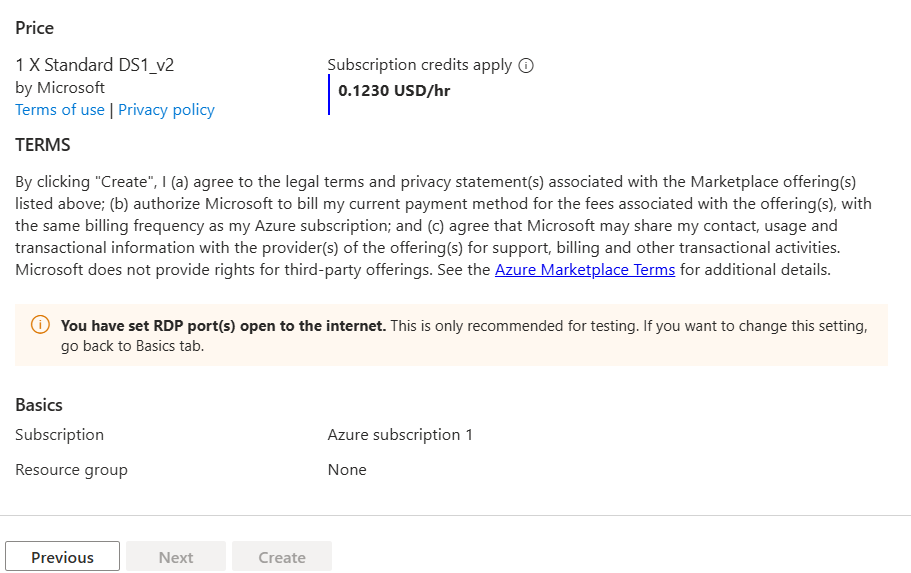 Price
1 X Standard DS1_v2
Subscription credits apply
by Microsoft
0.1230 USD/hr
Terms of use | Privacy policy
TERMS
By clicking "Create", I (a) agree to the legal terms and privacy statement(s) associated with the Marketplace offering(s)
listed above; (b) authorize Microsoft to bill my current payment method for the fees associated with the offering(s), with
the same billing frequency as my Azure subscription; and (c) agree that Microsoft may share my contact, usage and
transactional information with the provider(s) of the offering(s) for support, billing and other transactional activities.
Microsoft does not provide rights for third-party offerings. See the Azure Marketplace Terms for additional details.
You have set RDP port(s) open to the internet. This is only recommended for testing. If you want to change this setting,
go back to Basics tab.
Basics
Subscription Azure subscription 1
Resource group None
Previous Next Create